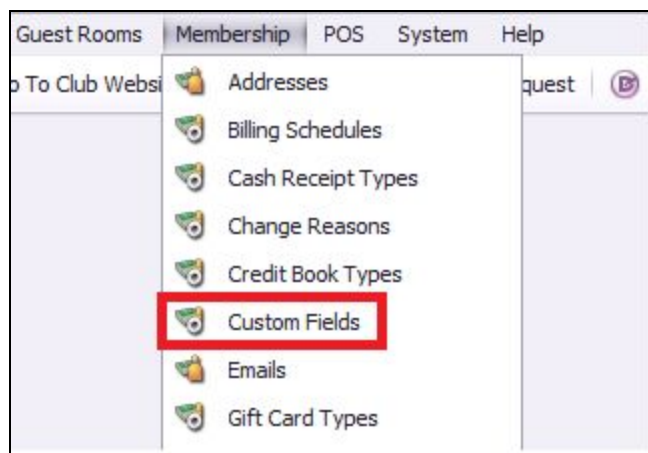 Guest Rooms Membership POS System Help
o To Club Websi quest
Addresses
Billing Schedules
Cash Receipt Types
Change Reasons
Credit Book Types
Custom Fields
Emails
Gift Card Types